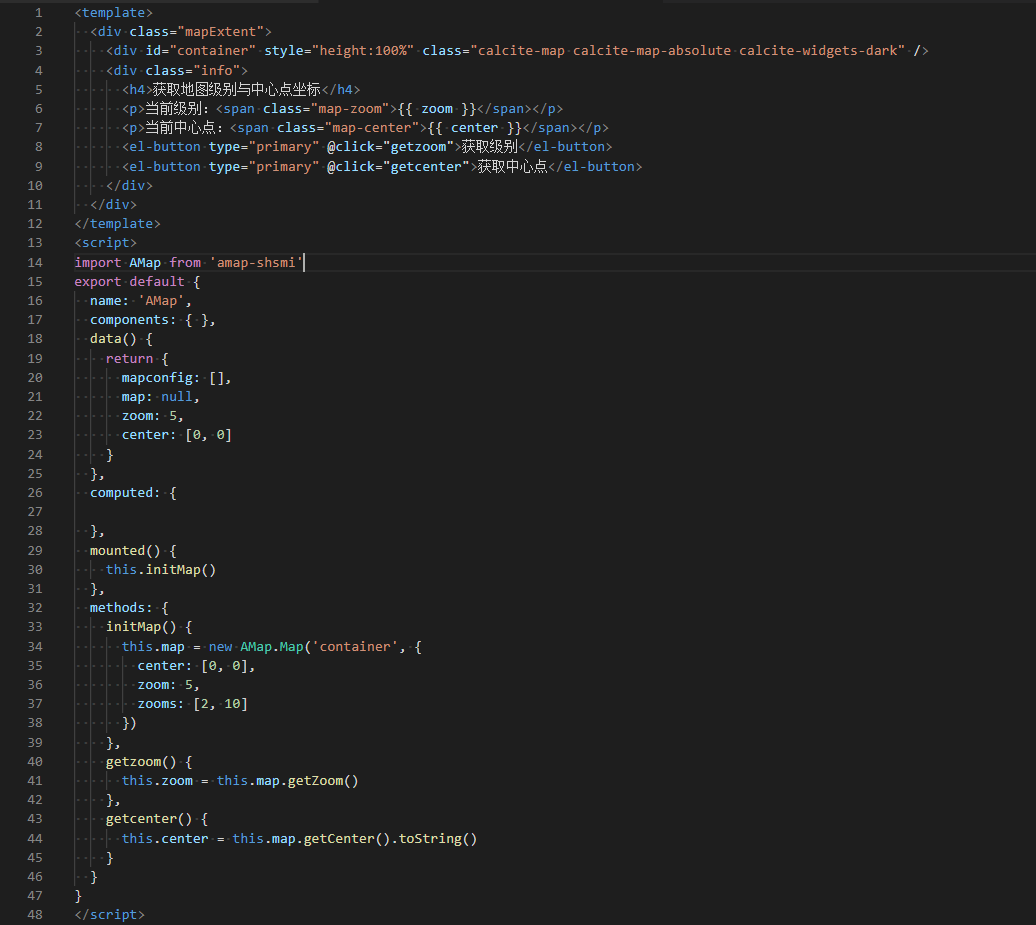 1 <template>
2 <div class="mapExtent">
3 <div id="container" style="height:100%" class="calcite-map calcite-map-absolute calcite-widgets-dark" />
4 <div class="info">
5 <h4>获取地图级别与中心点坐标</h4>
6 <p>当前级别：<span class="map-zoom">{{ zoom }}</span></p>
7 <p>当前中心点：<span class="map-center">{{ center }}</span></p>
8 <el-button type="primary" @click="getzoom">获取级别</el-button>
9 <el-button type="primary" @click="getcenter">获取中心点</el-button>
10 </div>
11 </div>
12 </template>
13 <script>
14 import AMap from 'amap-shsmi'
15 export default {
16 name: 'AMap',
17 components: { },
18 data() {
19 return {
20 mapconfig: [],
21 map: null,
22 zoom: 5,
23 center: [0, 0]
24 }
25 },
26 computed: {
27
28 },
29 mounted() {
30 this.initMap()
31 },
32 methods: {
33 initMap() {
34 this.map = new AMap.Map('container', {
35 center: [0, 0],
36 zoom: 5,
37 zooms: [2, 10]
38 })
39 },
40 getzoom() {
41 this.zoom = this.map.getZoom()
42 },
43 getcenter() {
44 this.center = this.map.getCenter().toString()
45 }
46 }
47 }
48 </script>